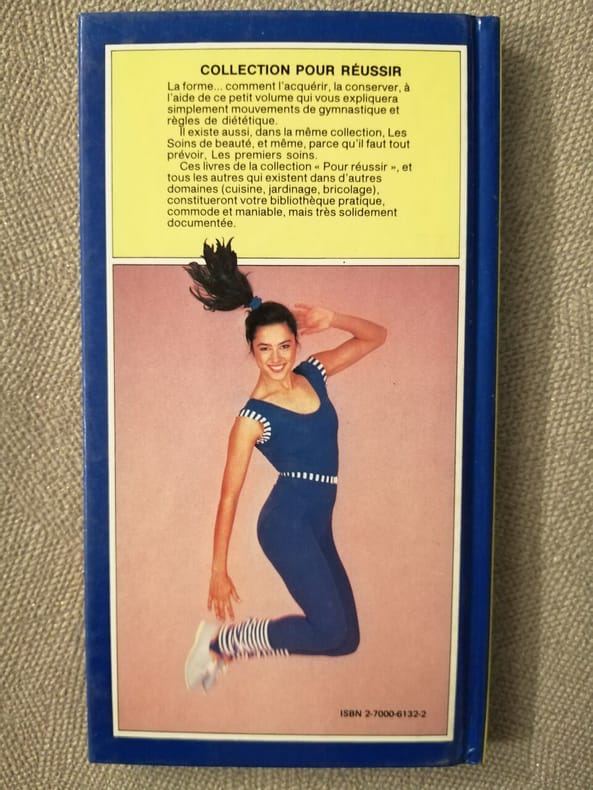 COLLECTION POUR RÉUSSIR
La forme... comment l'acquérir, la conserver, à
l'aide de ce petit volume qui vous expliquera
simplement mouvements de gymnastique et
règles de diététique.
Il existe aussi, dans la même collection, Les
Soins de beauté, et même, parce qu'il faut tout
prévoir, Les premiers soins.
Ces livres de la collection « Pour réussir », et
tous les autres qui existent dans d'autres
domaines (cuisine, jardinage, bricolage),
constitueront votre bibliothèque pratique,
commode et maniable, mais très solidement
documentée.
ISBN 2-7000-6132-2